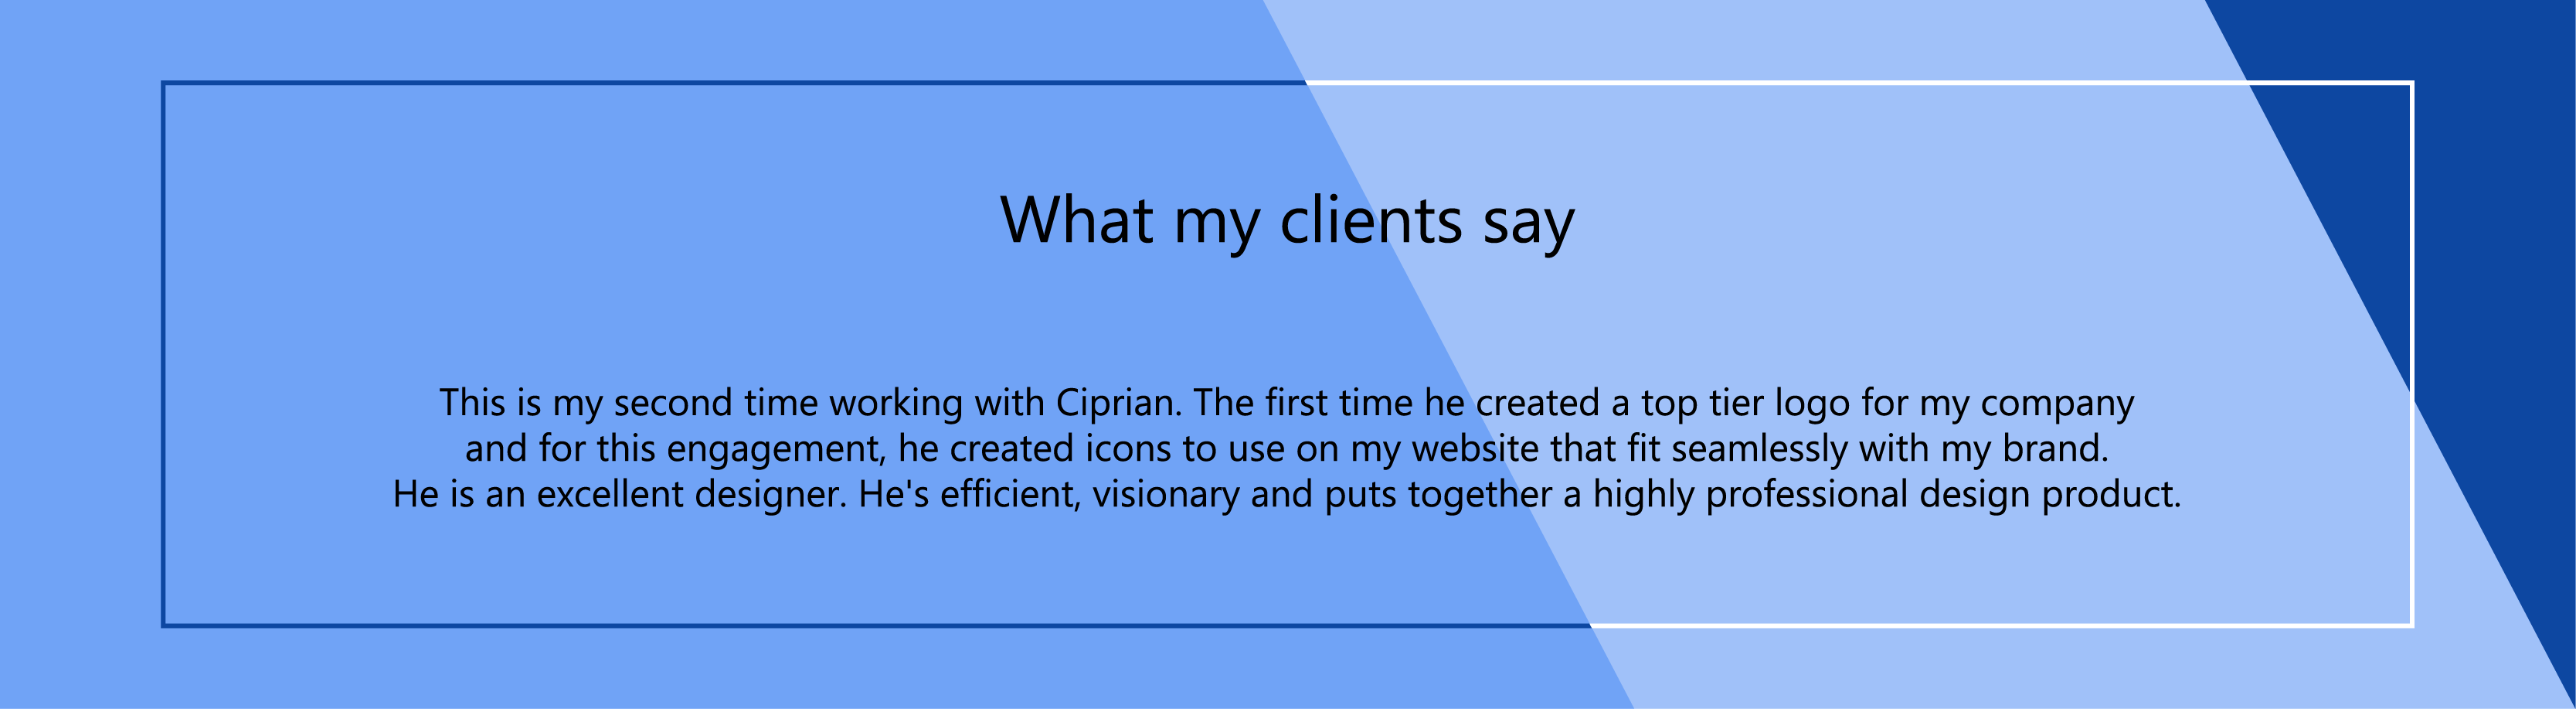 What my clients say
This is my second time working with Ciprian. The first time he created a top tier logo for my company
and for this engagement, he created icons to use on my website that fit seamlessly with my brand.
He is an excellent designer. He's efficient, visionary and puts together a highly professional design product.